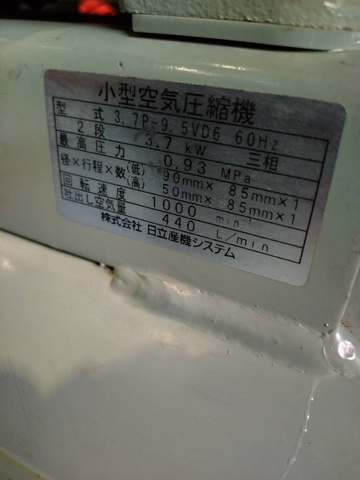 小型空気圧縮機
型式 3.7P-9.5VD6 60Hz
2段 3.7 kW 三相
最高圧力 0.93 MPa
径×行程×数(低) 90mm× 85mm×1
(高) 50mm× 85mm×1
回転速度 1000 min⁻¹
吐出し空気量 440 L/min
株式会社 日立産機システム